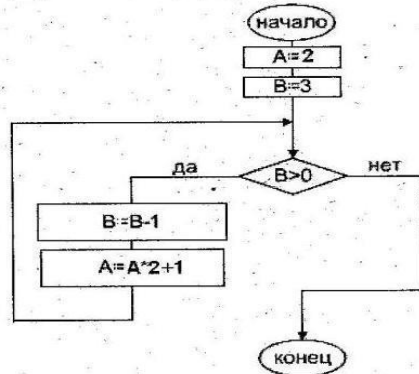 начало
A:=2
B:=3
да
B>0
нет
B:=B-1
A:=A*2+1
конец